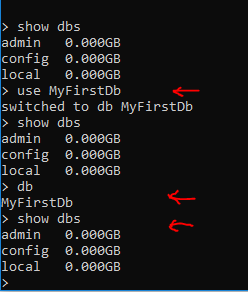 > show dbs
admin   0.000GB
config  0.000GB
local   0.000GB
> use MyFirstDb
switched to db MyFirstDb
> show dbs
admin   0.000GB
config  0.000GB
local   0.000GB
> db
MyFirstDb
> show dbs
admin   0.000GB
config  0.000GB
local   0.000GB
>